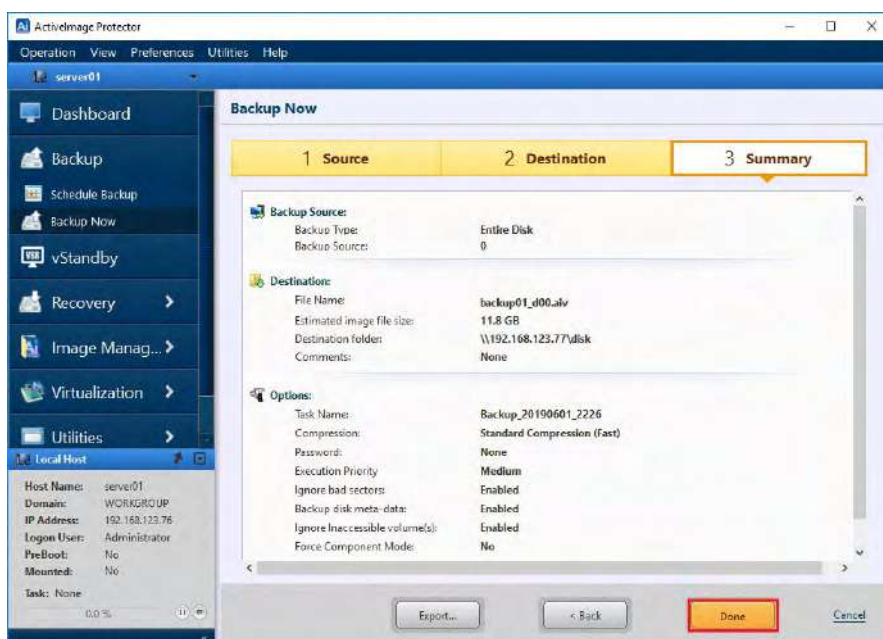 ActiveImage Protector
Operation View Preferences Utilities Help
server01
Dashboard
Backup
Schedule Backup
Backup Now
vStandby
Recovery
Image Manag...
Virtualization
Utilities
Local Host
Host Name: server01
Domain: WORKGROUP
IP Address: 192.168.123.76
Logon User: Administrator
PreBoot: No
Mounted: No
Task: None
0.0 %
Backup Now
1 Source 2 Destination 3 Summary
Backup Source:
Backup Type: Entire Disk
Backup Source: 0
Destination:
File Name: backup01_d00.aiv
Estimated image file size: 11.8 GB
Destination folder: \\192.168.123.77\disk
Comments: None
Options:
Task Name: Backup_20190601_2226
Compression: Standard Compression (Fast)
Password: None
Execution Priority Medium
Ignore bad sectors: Enabled
Backup disk meta-data: Enabled
Ignore Inaccessible volume(s): Enabled
Force Component Mode: No
Export... < Back Done Cancel